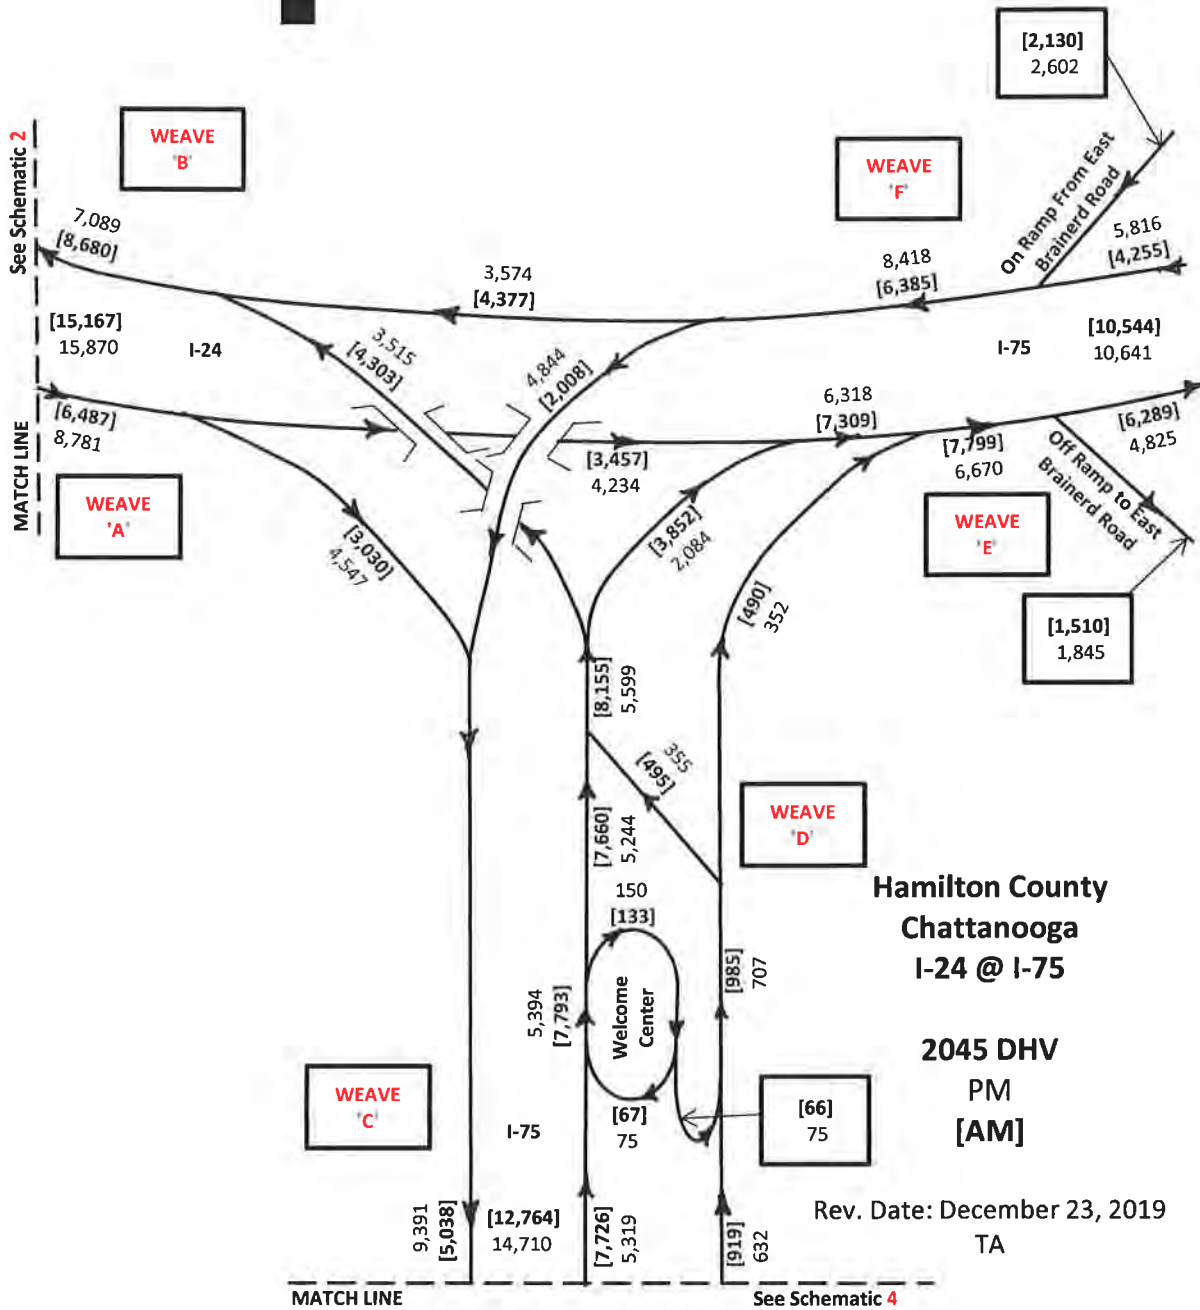 [2,130]
2,602
WEAVE
'B'
WEAVE
'F'
On Ramp From East
Brainerd Road
See Schematic 2
MATCH LINE
7,089
[8,680]
3,574
[4,377]
8,418
[6,385]
5,816
[4,255]
[15,167]
15,870
I-24
3,515
[4,303]
4,844
[2,008]
I-75
[10,544]
10,641
[6,487]
8,781
6,318
[7,309]
[3,457]
4,234
[7,799]
6,670
[6,289]
4,825
Off Ramp to East
Brainerd Road
WEAVE
'A'
[3,030]
4,547
[3,852]
2,084
WEAVE
'E'
[490]
352
[1,510]
1,845
[8,155]
5,599
355
[495]
[7,660]
5,244
WEAVE
'D'
150
[133]
Welcome
Center
5,394
[7,793]
[985]
707
Hamilton County
Chattanooga
I-24 @ I-75
2045 DHV
PM
[AM]
WEAVE
'C'
I-75
[67]
75
[66]
75
9,391
[5,038]
[12,764]
14,710
[7,726]
5,319
[919]
632
Rev. Date: December 23, 2019
TA
MATCH LINE
See Schematic 4